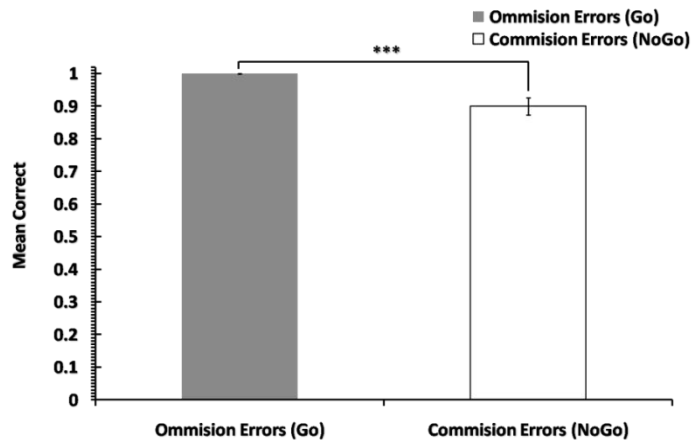 Ommision Errors (Go)
Commision Errors (NoGo)
***
1
0.9
0.8
0.7
0.6
0.5
0.4
0.3
0.2
0.1
0
Mean Correct
Ommision Errors (Go)
Commision Errors (NoGo)